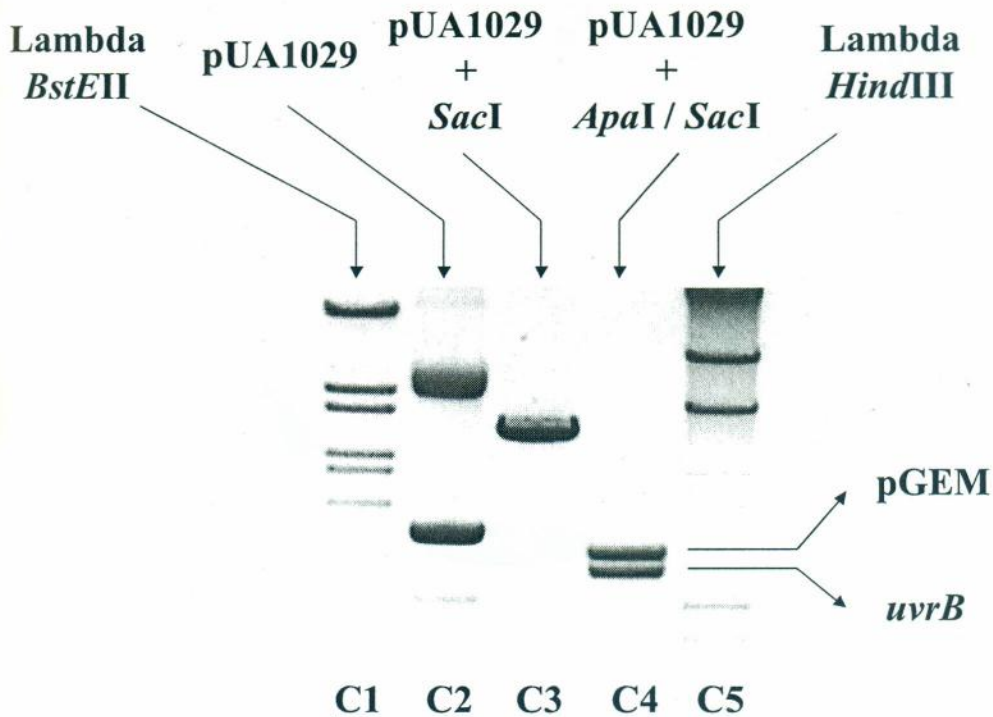 Lambda
BstEII
pUA1029
pUA1029
+
SacI
pUA1029
+
ApaI / SacI
Lambda
HindIII
pGEM
uvrB
C1 C2 C3 C4 C5